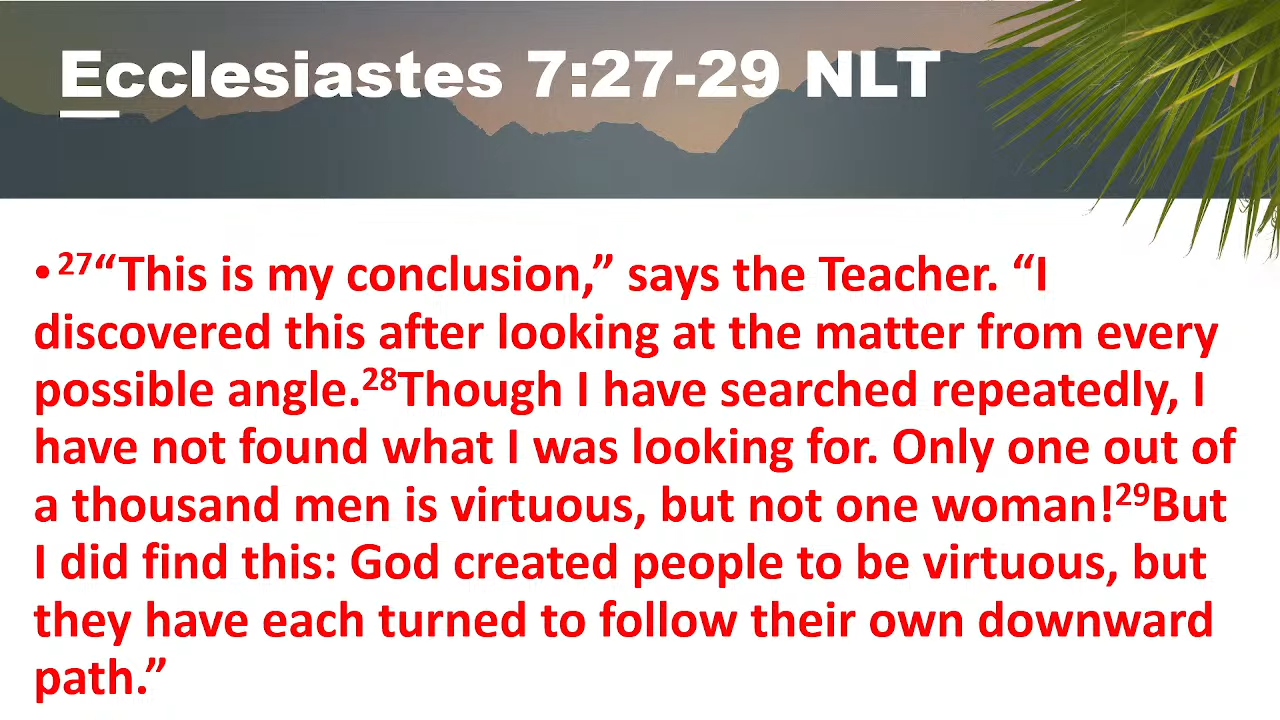 Ecclesiastes 7:27-29 NLT
• ²⁷“This is my conclusion,” says the Teacher. “I
discovered this after looking at the matter from every
possible angle.²⁸Though I have searched repeatedly, I
have not found what I was looking for. Only one out of
a thousand men is virtuous, but not one woman!²⁹But
I did find this: God created people to be virtuous, but
they have each turned to follow their own downward
path.”